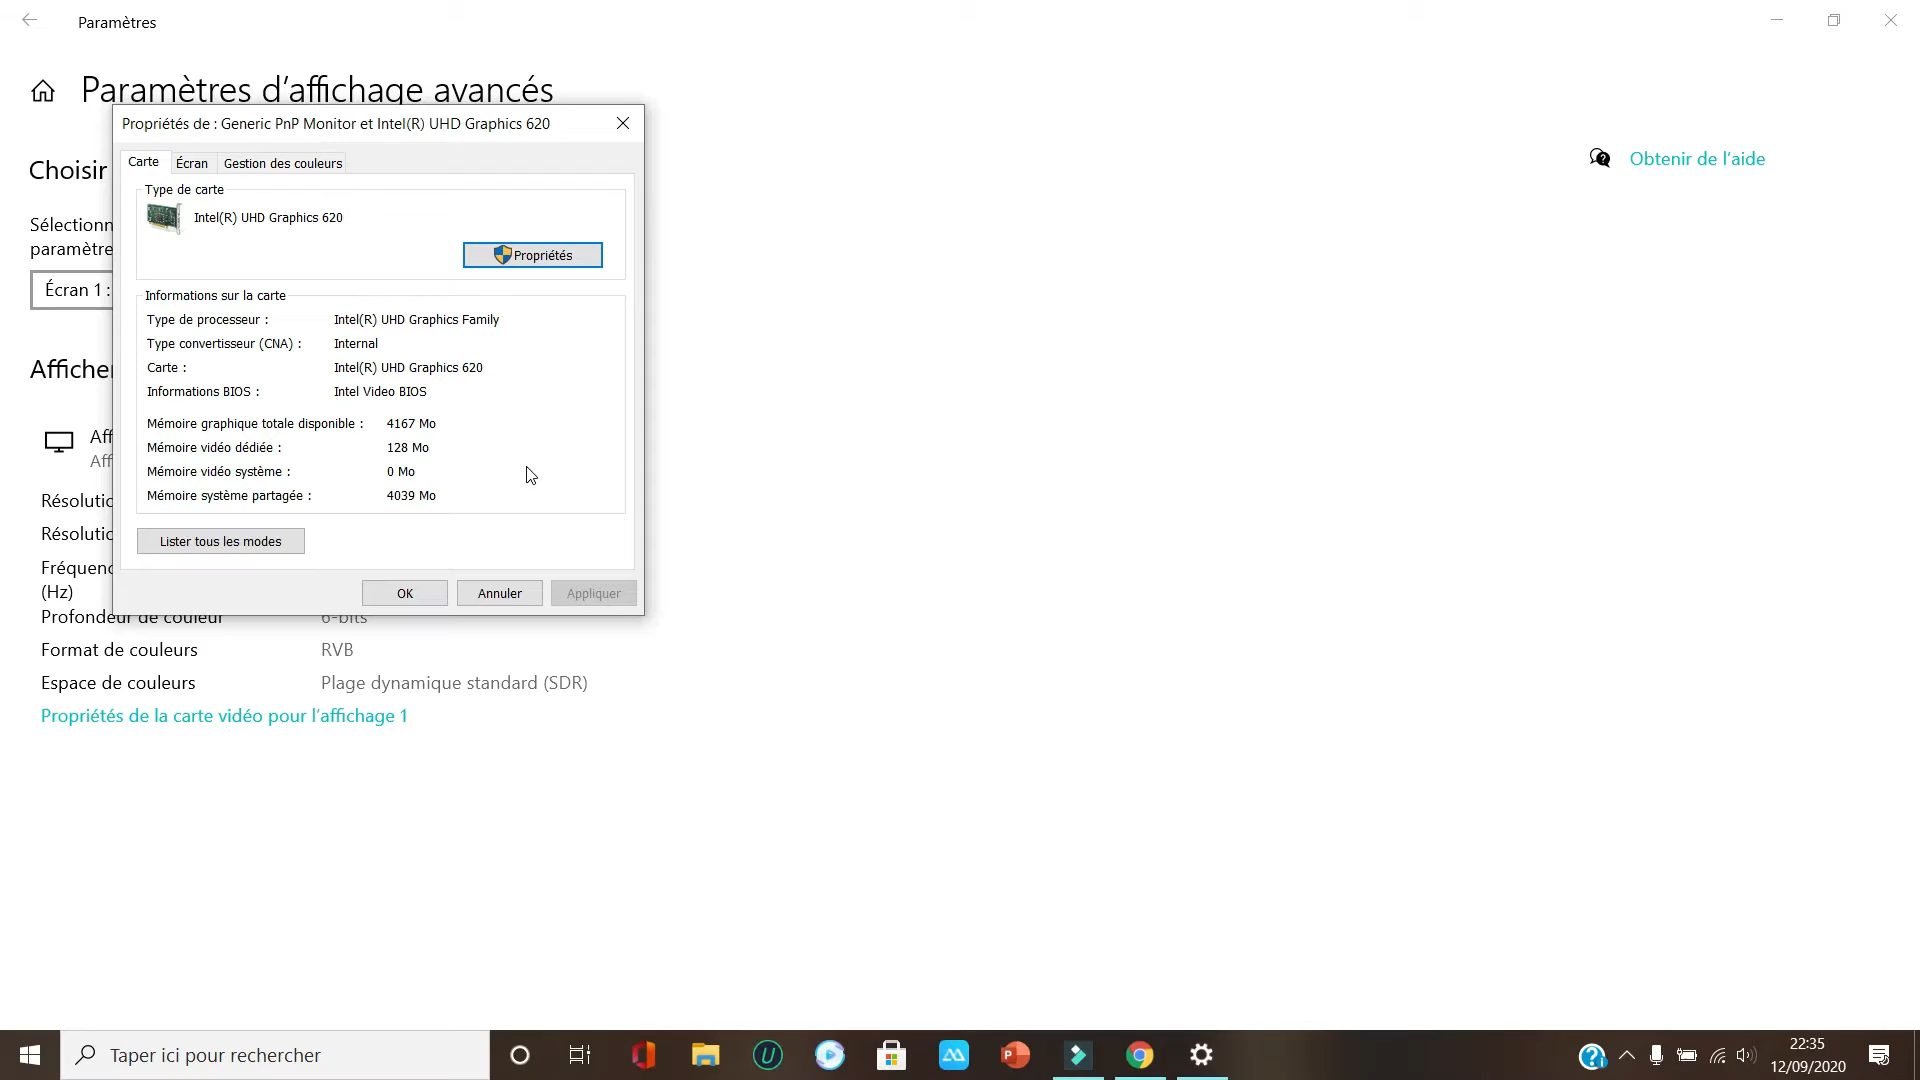 Paramètres
Paramètres d'affichage avancés
Propriétés de : Generic PnP Monitor et Intel(R) UHD Graphics 620
Carte
Écran
Gestion des couleurs
Choisir
Obtenir de l'aide
Type de carte
Intel(R) UHD Graphics 620
Propriétés
Sélectionn
paramètre
Écran 1 :
Informations sur la carte
Type de processeur : Intel(R) UHD Graphics Family
Type convertisseur (CNA) : Internal
Carte : Intel(R) UHD Graphics 620
Informations BIOS : Intel Video BIOS
Mémoire graphique totale disponible : 4167 Mo
Mémoire vidéo dédiée : 128 Mo
Mémoire vidéo système : 0 Mo
Mémoire système partagée : 4039 Mo
Lister tous les modes
OK
Annuler
Appliquer
Afficher
Aff
Aff
Résolutio
Résolutio
Fréquenc
(Hz)
Profondeur de couleur 6-bits
Format de couleurs RVB
Espace de couleurs Plage dynamique standard (SDR)
Propriétés de la carte vidéo pour l'affichage 1
Taper ici pour rechercher
22:35
12/09/2020